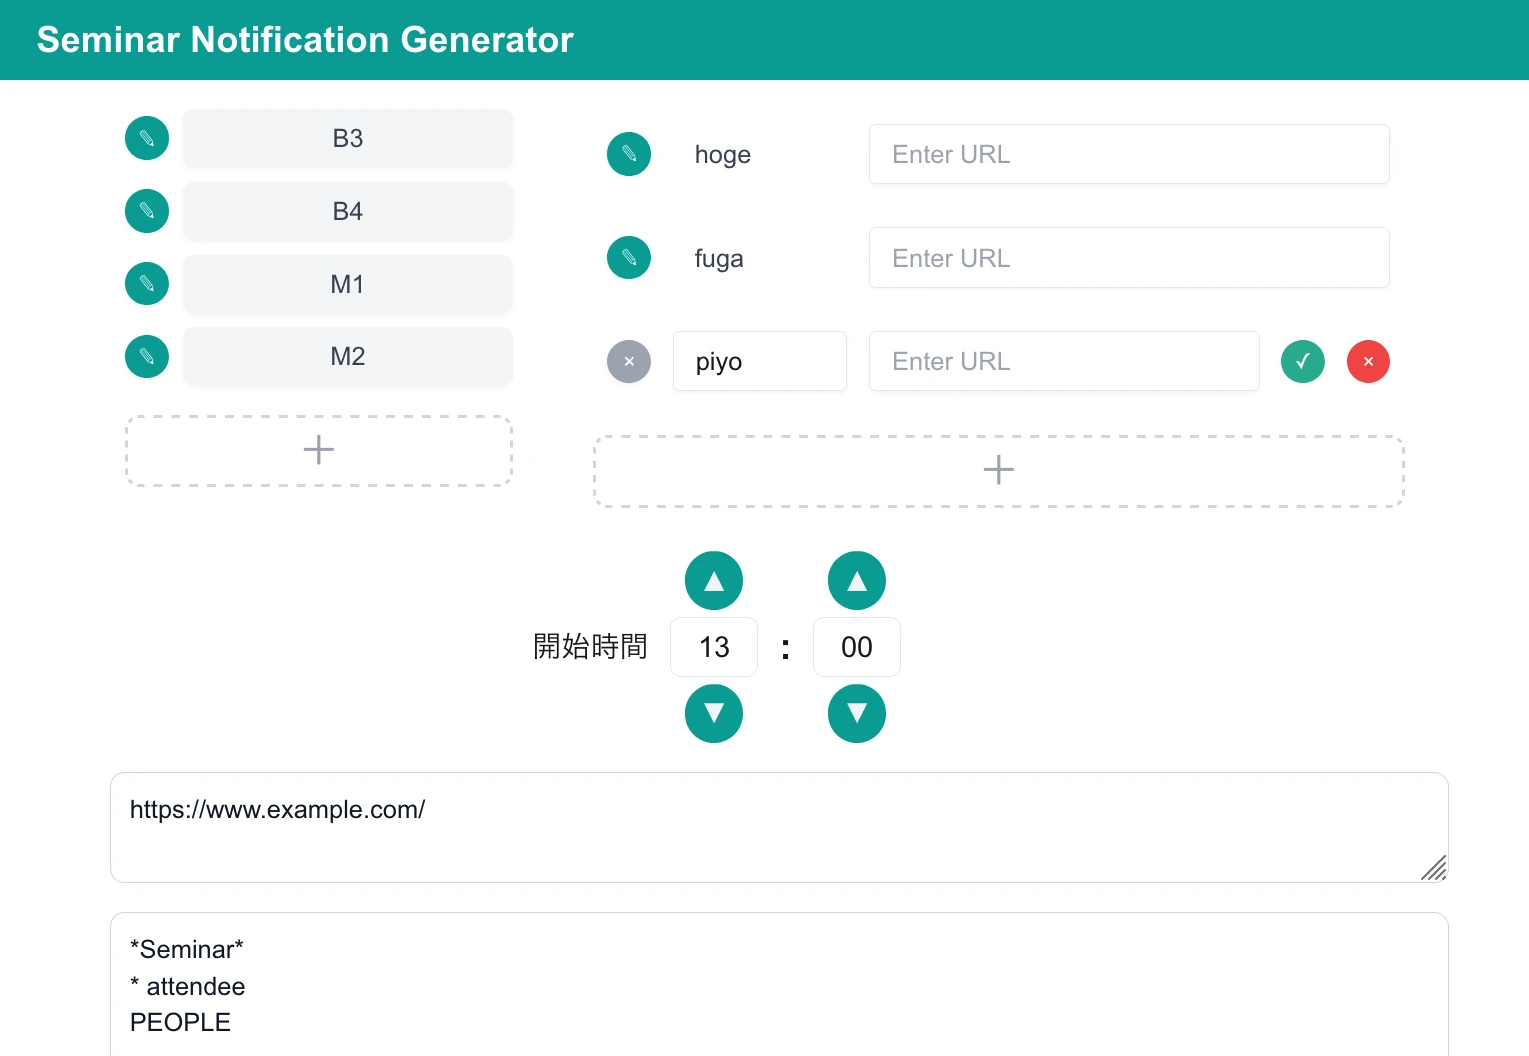 Seminar Notification Generator
B3
B4
M1
M2
hoge
Enter URL
fuga
Enter URL
piyo
Enter URL
開始時間
13 : 00
https://www.example.com/
*Seminar*
* attendee
PEOPLE